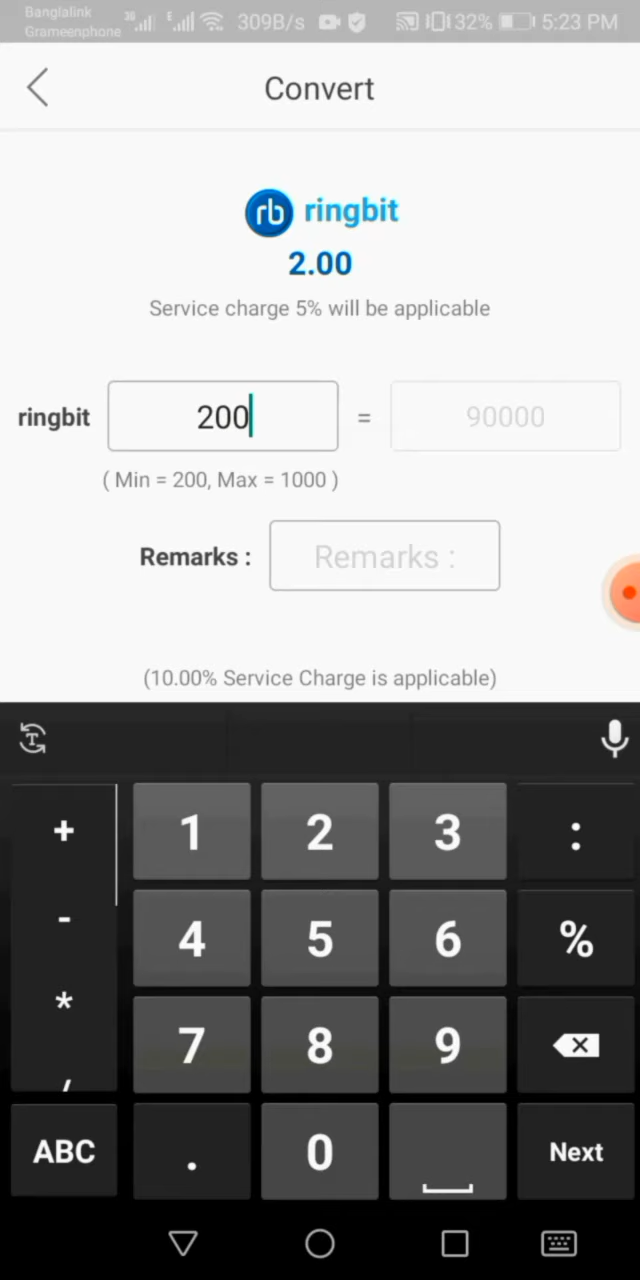 Banglalink
Grameenphone 3G E 309B/s 32% 5:23 PM
Convert
rb ringbit
2.00
Service charge 5% will be applicable
ringbit 200 = 90000
( Min = 200, Max = 1000 )
Remarks : Remarks :
(10.00% Service Charge is applicable)
T
+ 1 2 3 :
- 4 5 6 %
* 7 8 9
/
ABC . 0 Next